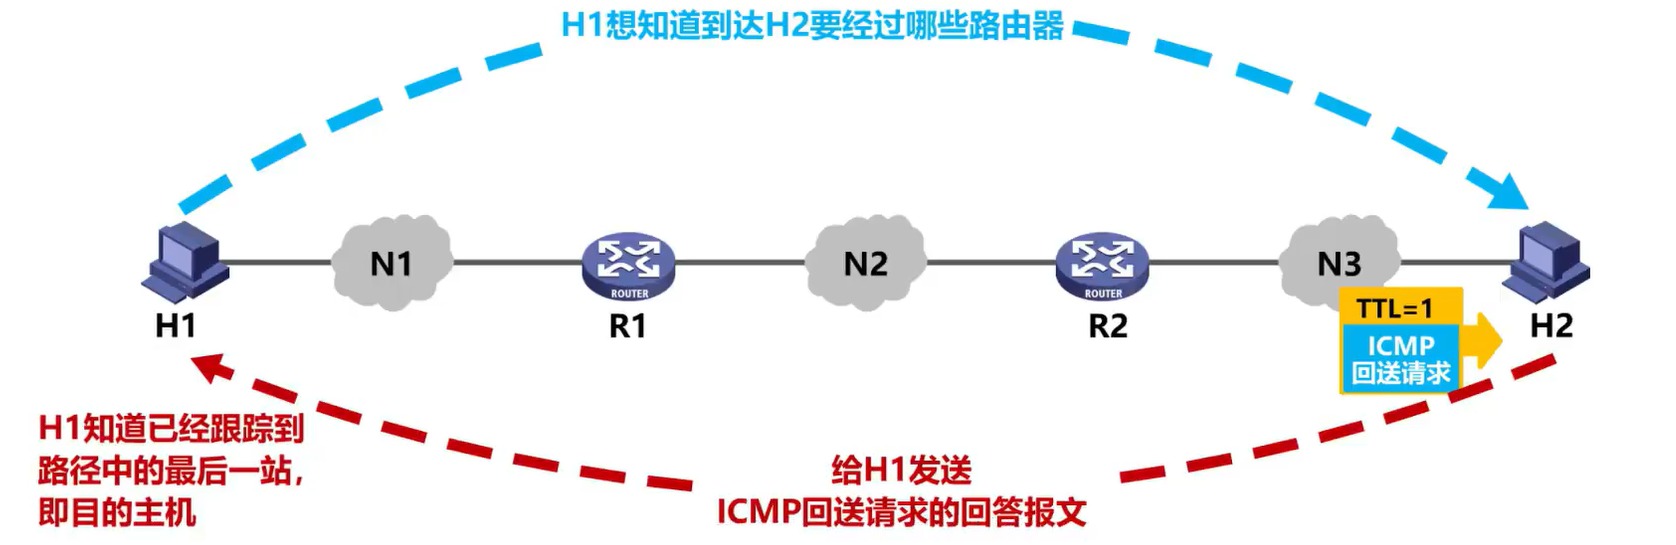 H1想知道到达H2要经过哪些路由器
N1
N2
N3
ROUTER
ROUTER
TTL=1
ICMP
回送请求
H1
R1
R2
H2
H1知道已经跟踪到
路径中的最后一站，
即目的主机
给H1发送
ICMP回送请求的回答报文